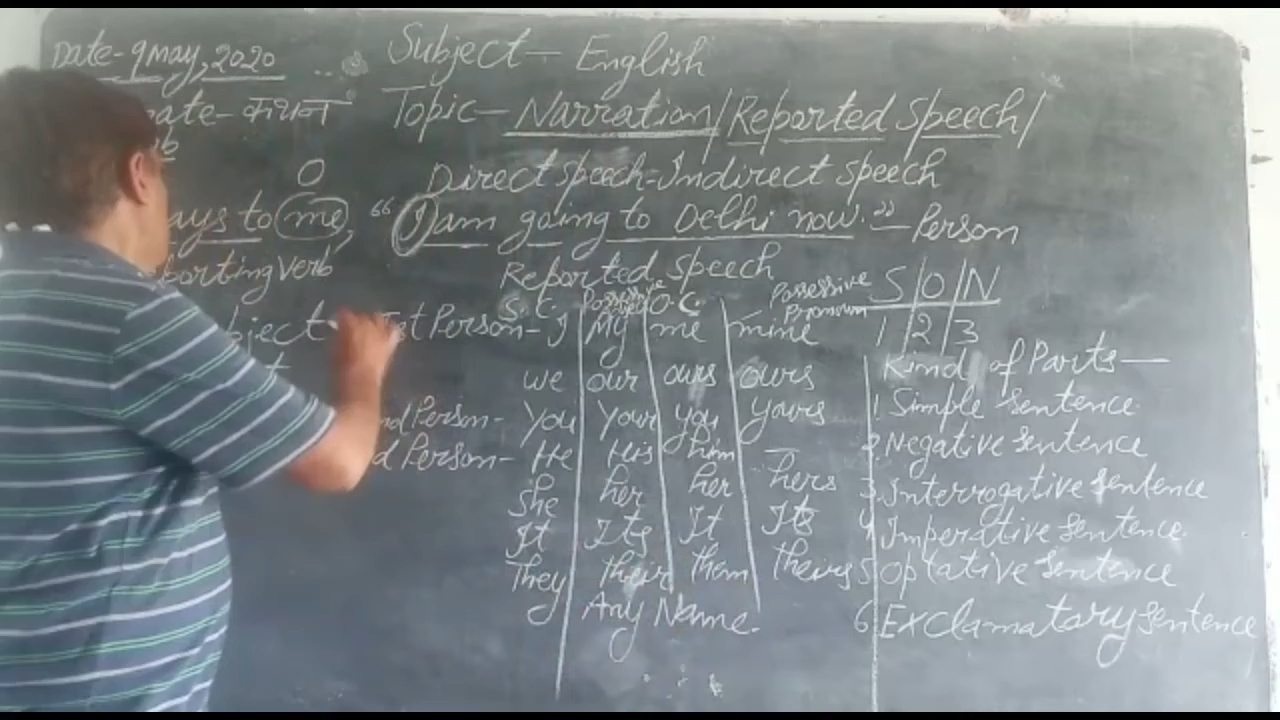 Date- 9 May, 2020
Subject- English
ate- कथन
Topic- Narration/Reported Speech/
Direct speech-Indirect speech
O
ays to me, "I am going to Delhi now."- Person
porting verb
Reported speech
S. C. Possessive O.C. Possessive Pronoun
S|O|N
1|2|3
bject
1st Person- I My me mine
we our ours ours
nd Person- You Your you yours
d Person- He His him -
She her her hers
It Its It Its
They their them theirs
Any Name.
Kind of Parts-
1 Simple sentence
2 Negative sentence
3 Interrogative sentence
4 Imperative sentence.
5 Optative sentence
6 Exclamatory sentence